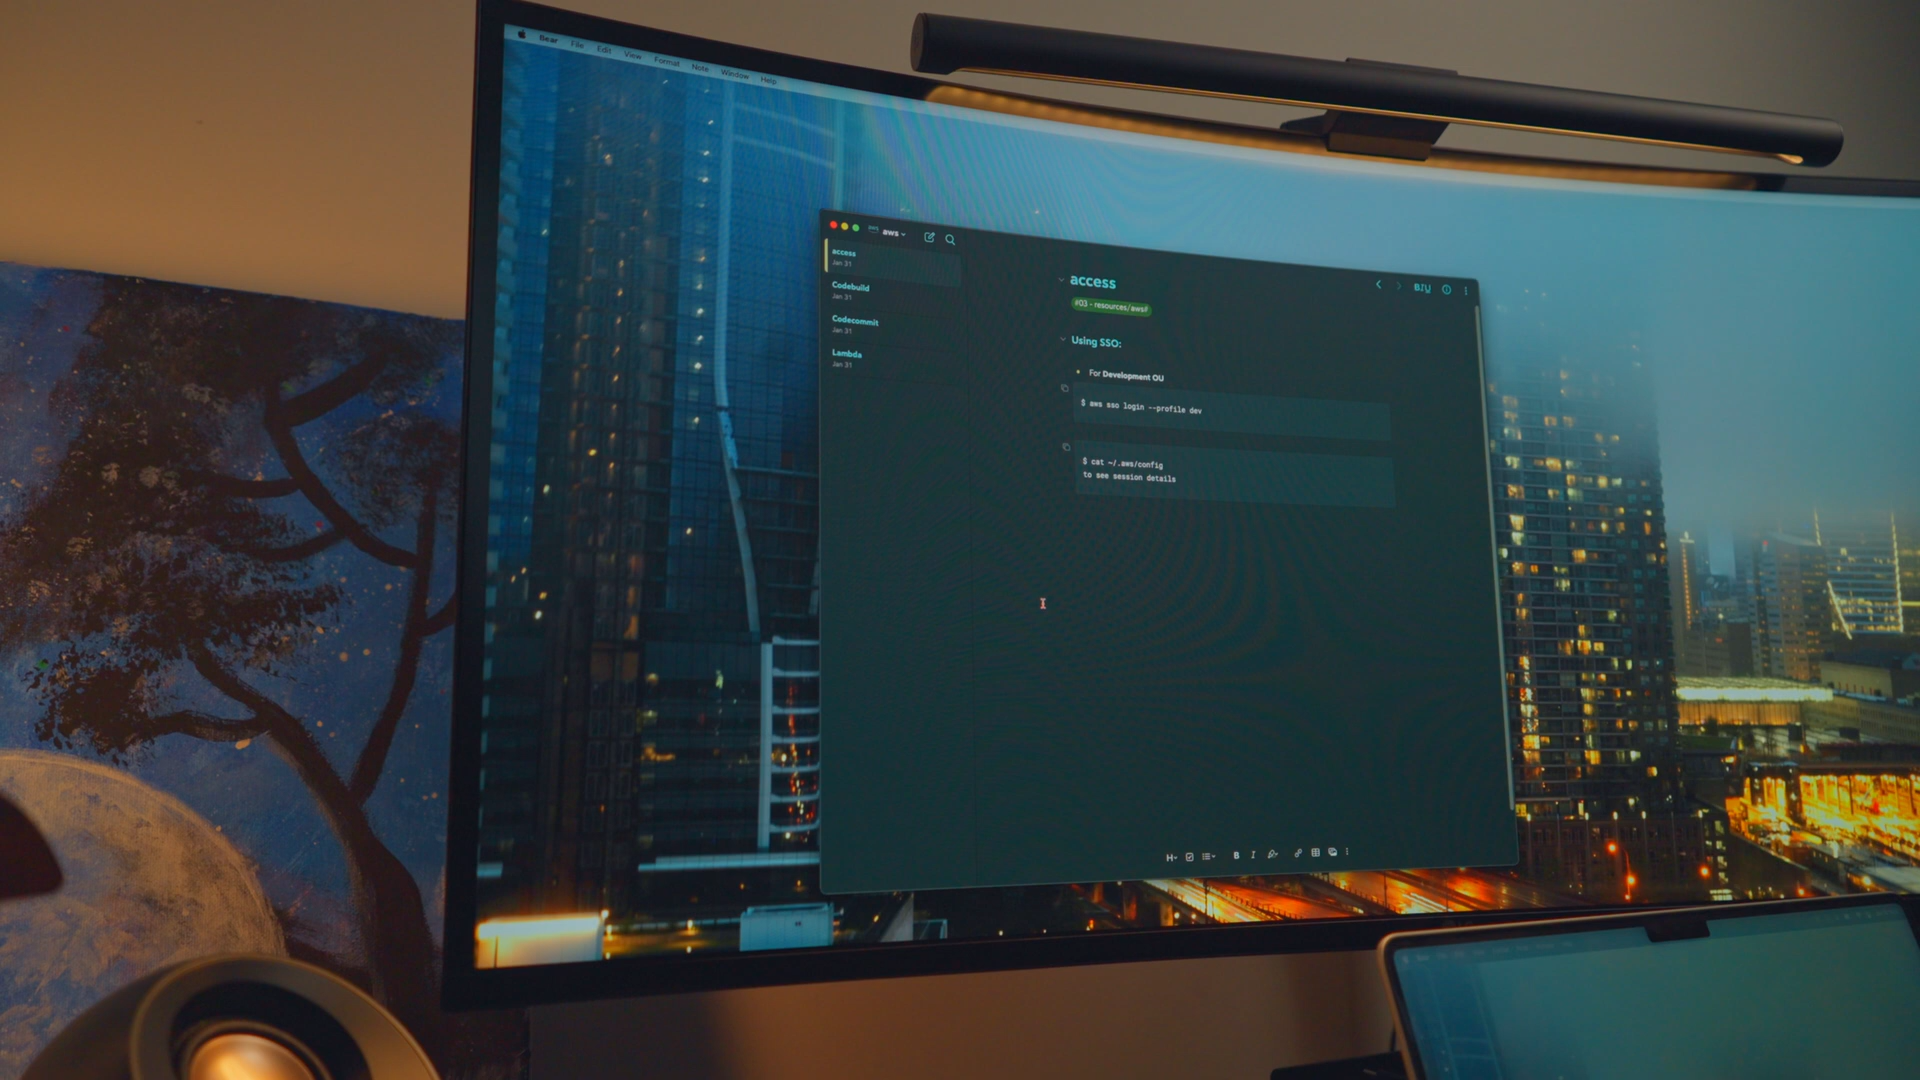 Bear File Edit View Format Note Window Help
aws
access
Jan 31
Codebuild
Jan 31
Codecommit
Jan 31
Lambda
Jan 31
access
BIU
#03 - resources/aws#
Using SSO:
For Development OU
$ aws sso login --profile dev
$ cat ~/.aws/config
to see session details
H B I